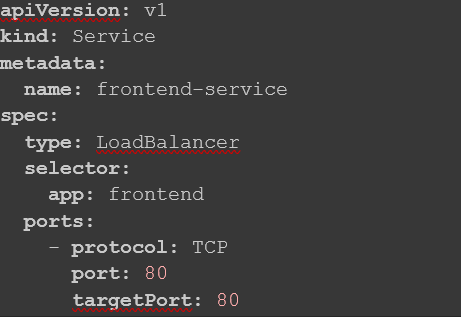 apiVersion: v1
kind: Service
metadata:
  name: frontend-service
spec:
  type: LoadBalancer
  selector:
    app: frontend
  ports:
    - protocol: TCP
      port: 80
      targetPort: 80